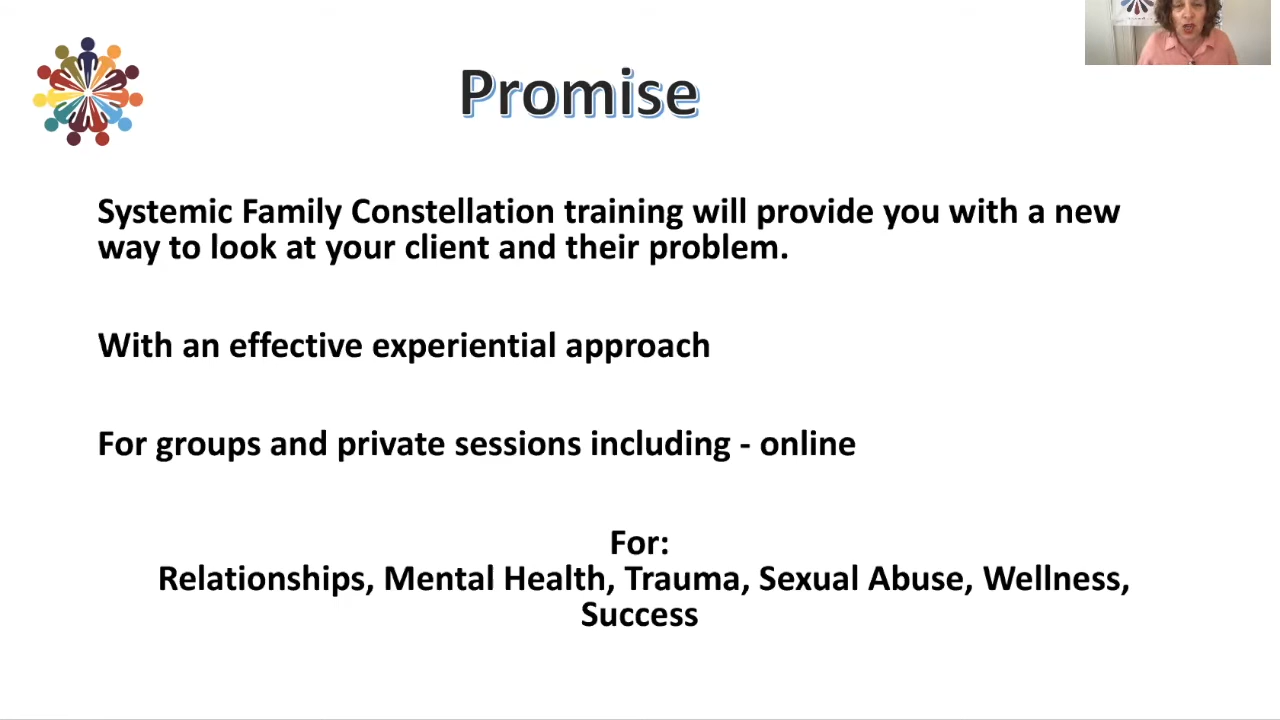 Promise
Systemic Family Constellation training will provide you with a new
way to look at your client and their problem.
With an effective experiential approach
For groups and private sessions including - online
For:
Relationships, Mental Health, Trauma, Sexual Abuse, Wellness,
Success